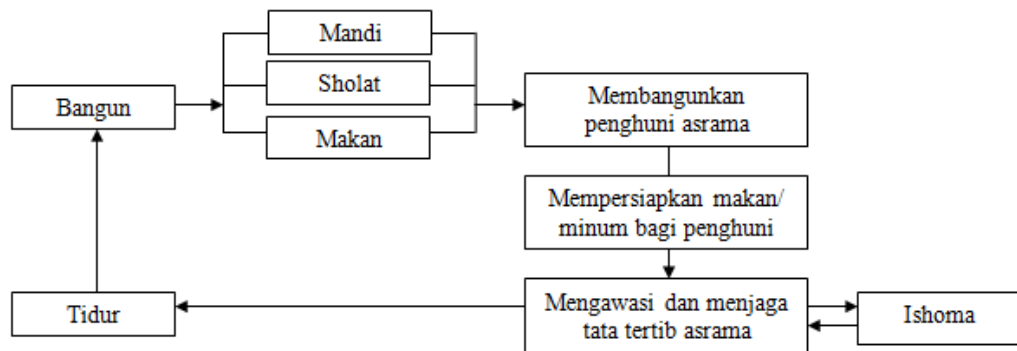 Mandi
Sholat
Makan
Bangun
Membangunkan
penghuni asrama
Mempersiapkan makan/
minum bagi penghuni
Mengawasi dan menjaga
tata tertib asrama
Ishoma
Tidur